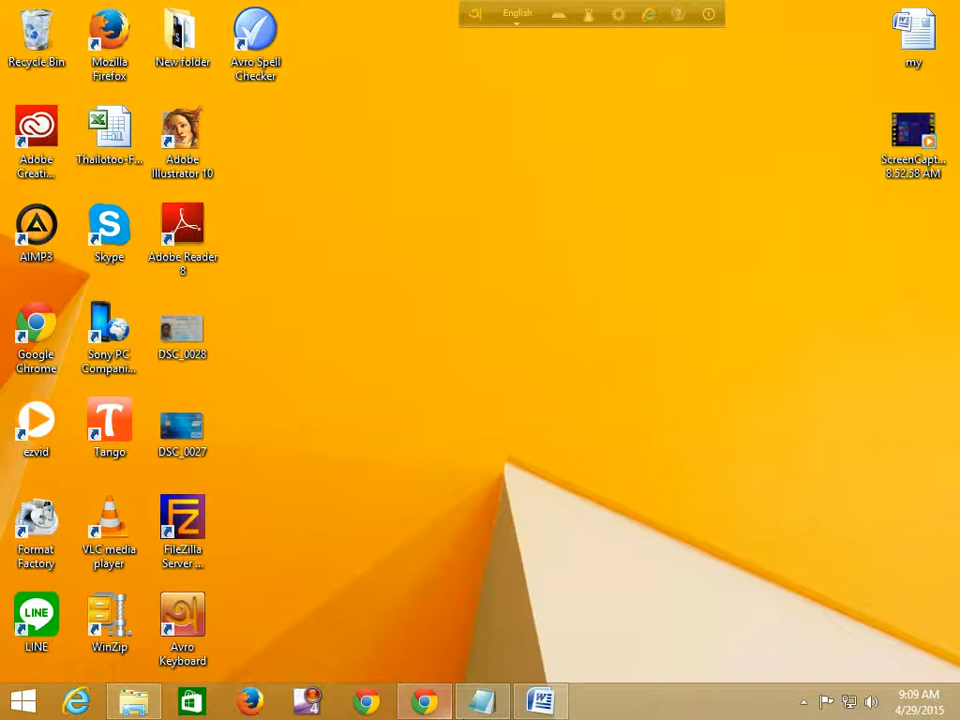 English
Recycle Bin
Mozilla
Firefox
New folder
Avro Spell
Checker
my
Adobe
Creati...
Thailotoo-F...
Adobe
Illustrator 10
ScreenCapt...
8.52.58 AM
AIMP3
Skype
Adobe Reader
8
Google
Chrome
Sony PC
Compani...
DSC_0028
ezvid
Tango
DSC_0027
Format
Factory
VLC media
player
FileZilla
Server ...
LINE
LINE
WinZip
Avro
Keyboard
9:09 AM
4/29/2015